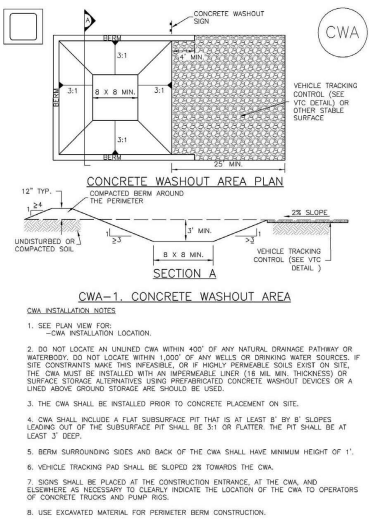 CONCRETE WASHOUT
SIGN
A
CWA
BERM
4' MIN.
3:1
3:1
8 X 8 MIN.
3:1
BERM
3:1
BERM
VEHICLE TRACKING
CONTROL (SEE
VTC DETAIL) OR
OTHER STABLE
SURFACE
25' MIN.
CONCRETE WASHOUT AREA PLAN
12" TYP.
COMPACTED BERM AROUND
THE PERIMETER
≥4
1
2% SLOPE
3' MIN.
UNDISTURBED OR
COMPACTED SOIL
1
≥3
>3
1
8 X 8 MIN.
VEHICLE TRACKING
CONTROL (SEE VTC
DETAIL )
SECTION A
CWA-1. CONCRETE WASHOUT AREA
CWA INSTALLATION NOTES
1. SEE PLAN VIEW FOR:
-CWA INSTALLATION LOCATION.
2. DO NOT LOCATE AN UNLINED CWA WITHIN 400' OF ANY NATURAL DRAINAGE PATHWAY OR
WATERBODY. DO NOT LOCATE WITHIN 1,000' OF ANY WELLS OR DRINKING WATER SOURCES. IF
SITE CONSTRAINTS MAKE THIS INFEASIBLE, OR IF HIGHLY PERMEABLE SOILS EXIST ON SITE,
THE CWA MUST BE INSTALLED WITH AN IMPERMEABLE LINER (16 MIL MIN. THICKNESS) OR
SURFACE STORAGE ALTERNATIVES USING PREFABRICATED CONCRETE WASHOUT DEVICES OR A
LINED ABOVE GROUND STORAGE ARE SHOULD BE USED.
3. THE CWA SHALL BE INSTALLED PRIOR TO CONCRETE PLACEMENT ON SITE.
4. CWA SHALL INCLUDE A FLAT SUBSURFACE PIT THAT IS AT LEAST 8' BY 8' SLOPES
LEADING OUT OF THE SUBSURFACE PIT SHALL BE 3:1 OR FLATTER. THE PIT SHALL BE AT
LEAST 3' DEEP.
5. BERM SURROUNDING SIDES AND BACK OF THE CWA SHALL HAVE MINIMUM HEIGHT OF 1'.
6. VEHICLE TRACKING PAD SHALL BE SLOPED 2% TOWARDS THE CWA.
7. SIGNS SHALL BE PLACED AT THE CONSTRUCTION ENTRANCE, AT THE CWA, AND
ELSEWHERE AS NECESSARY TO CLEARLY INDICATE THE LOCATION OF THE CWA TO OPERATORS
OF CONCRETE TRUCKS AND PUMP RIGS.
8. USE EXCAVATED MATERIAL FOR PERIMETER BERM CONSTRUCTION.